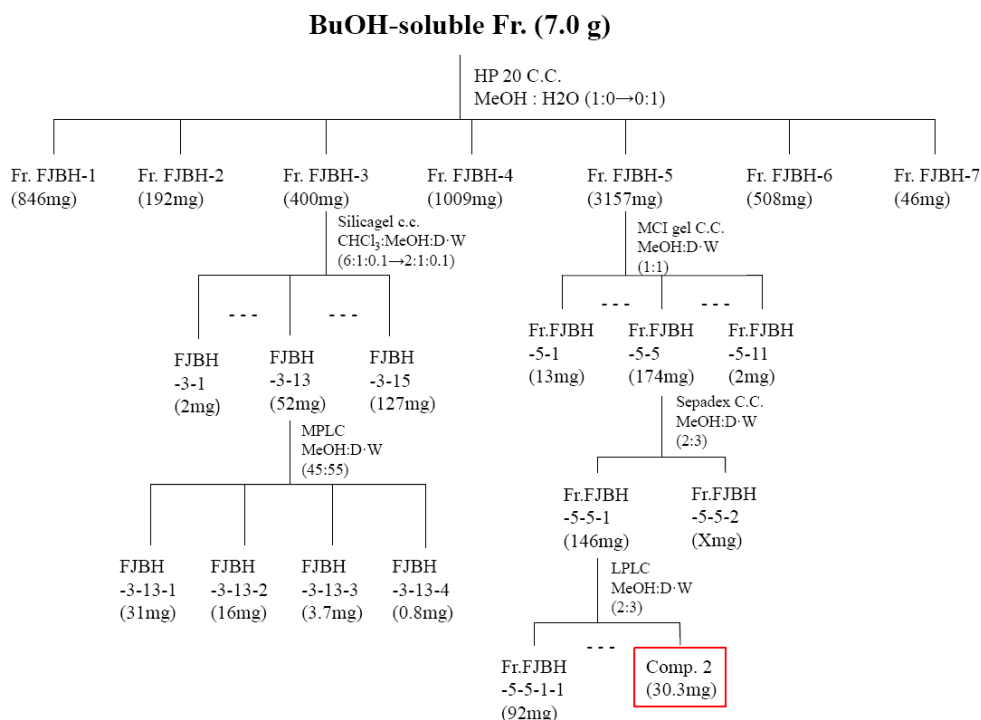 BuOH-soluble Fr. (7.0 g)
HP 20 C.C.
MeOH : H2O (1:0→0:1)
Fr. FJBH-1
(846mg)
Fr. FJBH-2
(192mg)
Fr. FJBH-3
(400mg)
Fr. FJBH-4
(1009mg)
Fr. FJBH-5
(3157mg)
Fr. FJBH-6
(508mg)
Fr. FJBH-7
(46mg)
Silicagel c.c.
CHCl₃:MeOH:D·W
(6:1:0.1→2:1:0.1)
MCI gel C.C.
MeOH:D·W
(1:1)
- - -
- - -
- - -
- - -
FJBH
-3-1
(2mg)
FJBH
-3-13
(52mg)
FJBH
-3-15
(127mg)
Fr.FJBH
-5-1
(13mg)
Fr.FJBH
-5-5
(174mg)
Fr.FJBH
-5-11
(2mg)
MPLC
MeOH:D·W
(45:55)
Sepadex C.C.
MeOH:D·W
(2:3)
Fr.FJBH
-5-5-1
(146mg)
Fr.FJBH
-5-5-2
(Xmg)
FJBH
-3-13-1
(31mg)
FJBH
-3-13-2
(16mg)
FJBH
-3-13-3
(3.7mg)
FJBH
-3-13-4
(0.8mg)
LPLC
MeOH:D·W
(2:3)
Fr.FJBH
-5-5-1-1
(92mg)
- - -
Comp. 2
(30.3mg)